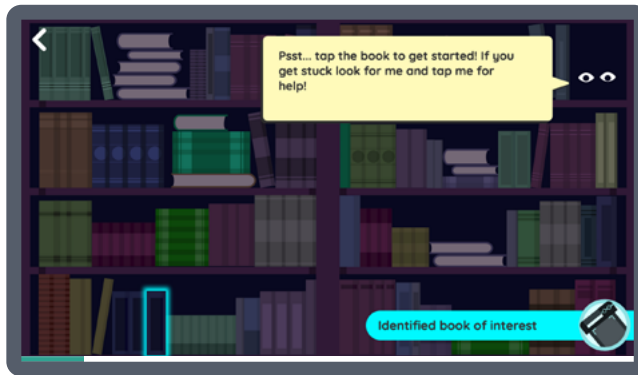 Psst... tap the book to get started! If you
get stuck look for me and tap me for
help!
Identified book of interest